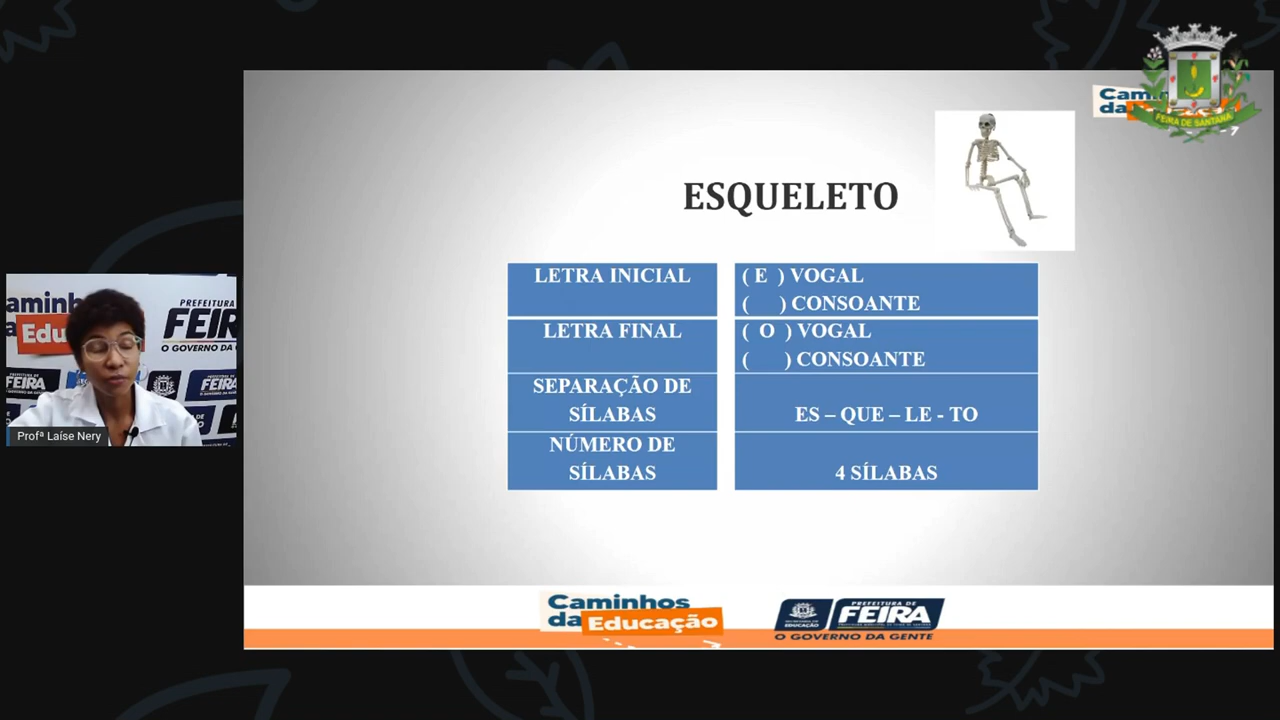 FEIRA DE SANTANA
ESQUELETO
LETRA INICIAL
( E ) VOGAL
( ) CONSOANTE
LETRA FINAL
( O ) VOGAL
( ) CONSOANTE
SEPARAÇÃO DE
SÍLABAS
ES – QUE – LE - TO
NÚMERO DE
SÍLABAS
4 SÍLABAS
PREFEITURA
FEIR
O GOVERNO DA GENTE
FEIRA
Profª Laíse Nery
Caminhos
da Educação
EDUCAÇÃO
PREFEITURA DE
FEIRA
O GOVERNO DA GENTE